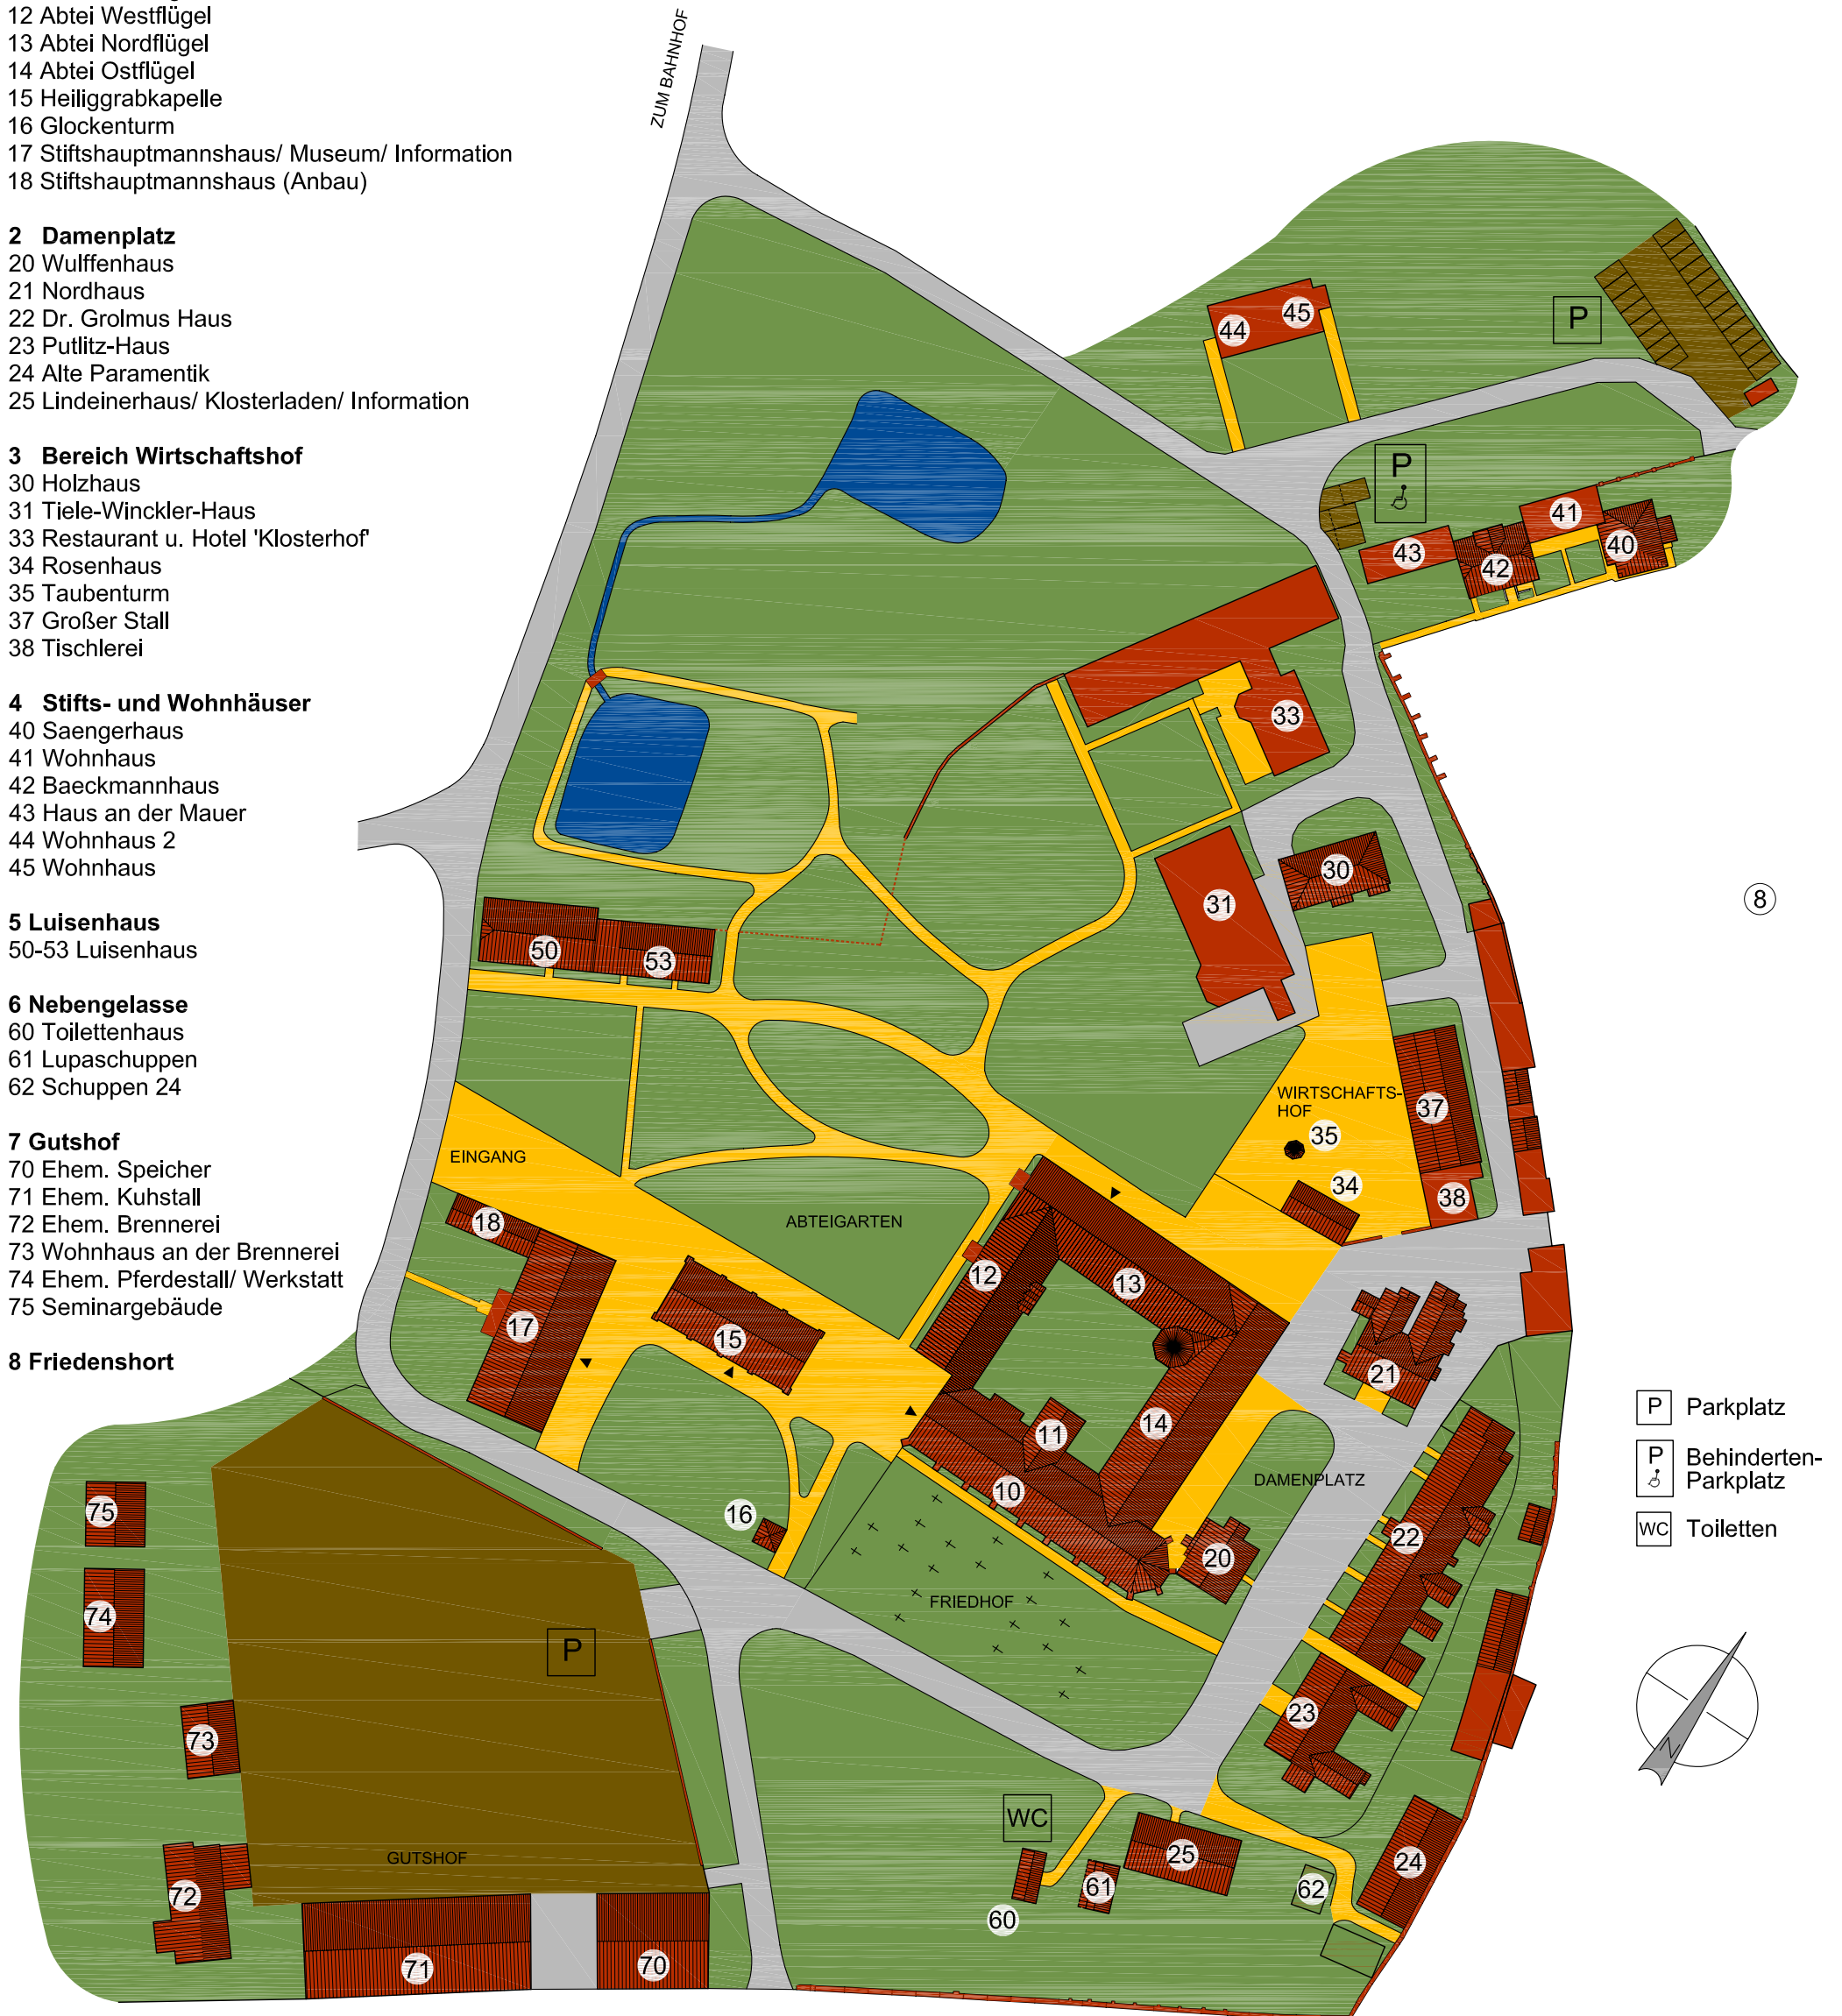 12 Abtei Westflügel
13 Abtei Nordflügel
14 Abtei Ostflügel
15 Heiliggrabkapelle
16 Glockenturm
17 Stiftshauptmannshaus/ Museum/ Information
18 Stiftshauptmannshaus (Anbau)
2 Damenplatz
20 Wulffenhaus
21 Nordhaus
22 Dr. Grolmus Haus
23 Putlitz-Haus
24 Alte Paramentik
25 Lindeinerhaus/ Klosterladen/ Information
3 Bereich Wirtschaftshof
30 Holzhaus
31 Tiele-Winckler-Haus
33 Restaurant u. Hotel 'Klosterhof'
34 Rosenhaus
35 Taubenturm
37 Großer Stall
38 Tischlerei
4 Stifts- und Wohnhäuser
40 Saengerhaus
41 Wohnhaus
42 Baeckmannhaus
43 Haus an der Mauer
44 Wohnhaus 2
45 Wohnhaus
5 Luisenhaus
50-53 Luisenhaus
6 Nebengelasse
60 Toilettenhaus
61 Lupaschuppen
62 Schuppen 24
7 Gutshof
70 Ehem. Speicher
71 Ehem. Kuhstall
72 Ehem. Brennerei
73 Wohnhaus an der Brennerei
74 Ehem. Pferdestall/ Werkstatt
75 Seminargebäude
8 Friedenshort
ZUM BAHNHOF
45
44
P
P
41
43
40
42
33
30
31
8
50
53
WIRTSCHAFTS-
HOF
37
35
EINGANG
34
38
18
ABTEIGARTEN
12
13
17
15
21
14
11
DAMENPLATZ
10
16
22
20
75
FRIEDHOF
74
P
23
73
WC
GUTSHOF
25
24
72
61
62
60
71
70
P Parkplatz
P Behinderten-
Parkplatz
WC Toiletten
N